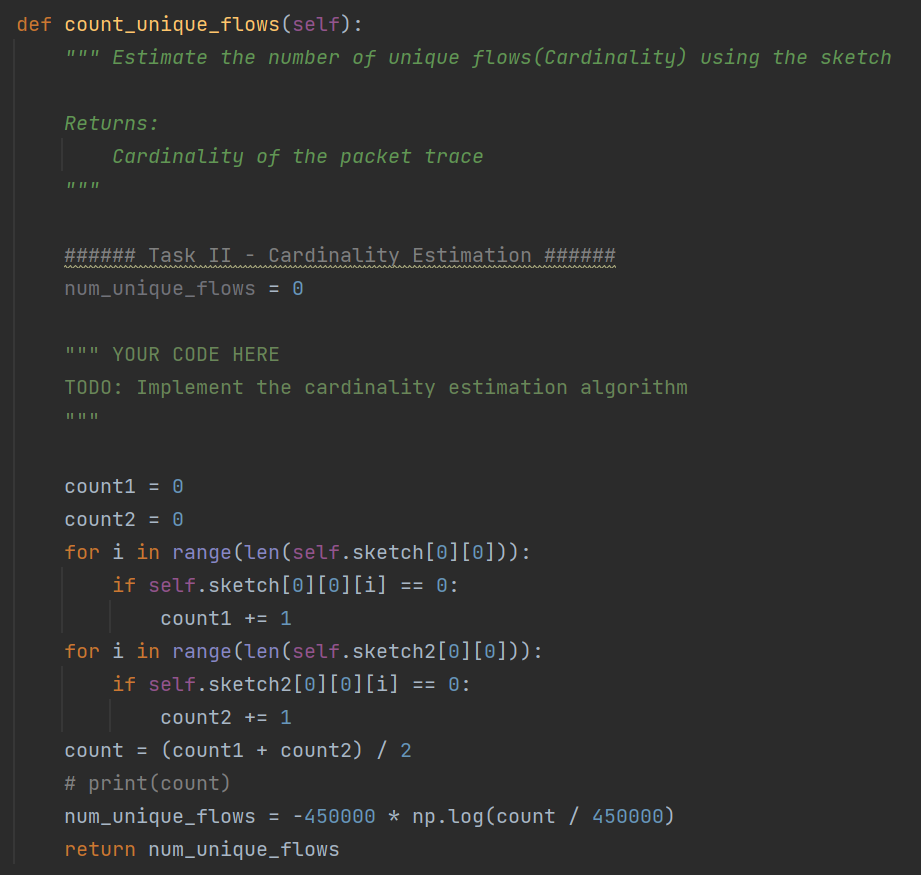 def count_unique_flows(self):
""" Estimate the number of unique flows(Cardinality) using the sketch
Returns:
Cardinality of the packet trace
"""
###### Task II - Cardinality Estimation ######
num_unique_flows = 0
""" YOUR CODE HERE
TODO: Implement the cardinality estimation algorithm
"""
count1 = 0
count2 = 0
for i in range(len(self.sketch[0][0])):
if self.sketch[0][0][i] == 0:
count1 += 1
for i in range(len(self.sketch2[0][0])):
if self.sketch2[0][0][i] == 0:
count2 += 1
count = (count1 + count2) / 2
# print(count)
num_unique_flows = -450000 * np.log(count / 450000)
return num_unique_flows